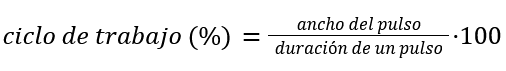 ciclo de trabajo (%) = ancho del pulso / duración de un pulso · 100